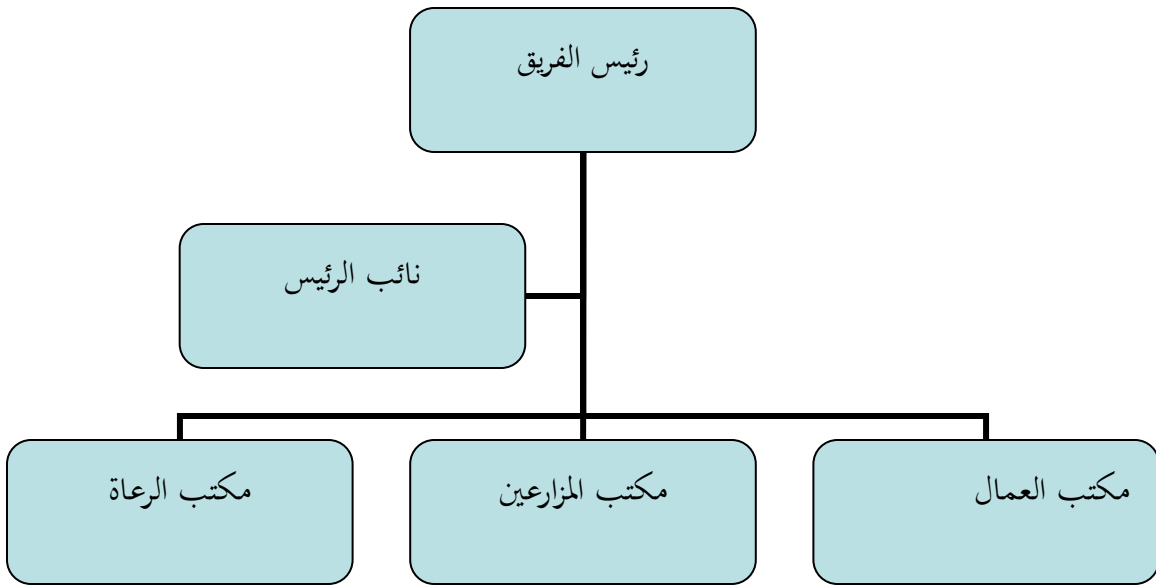 رئيس الفريق
نائب الرئيس
مكتب العمال
مكتب المزارعين
مكتب الرعاة